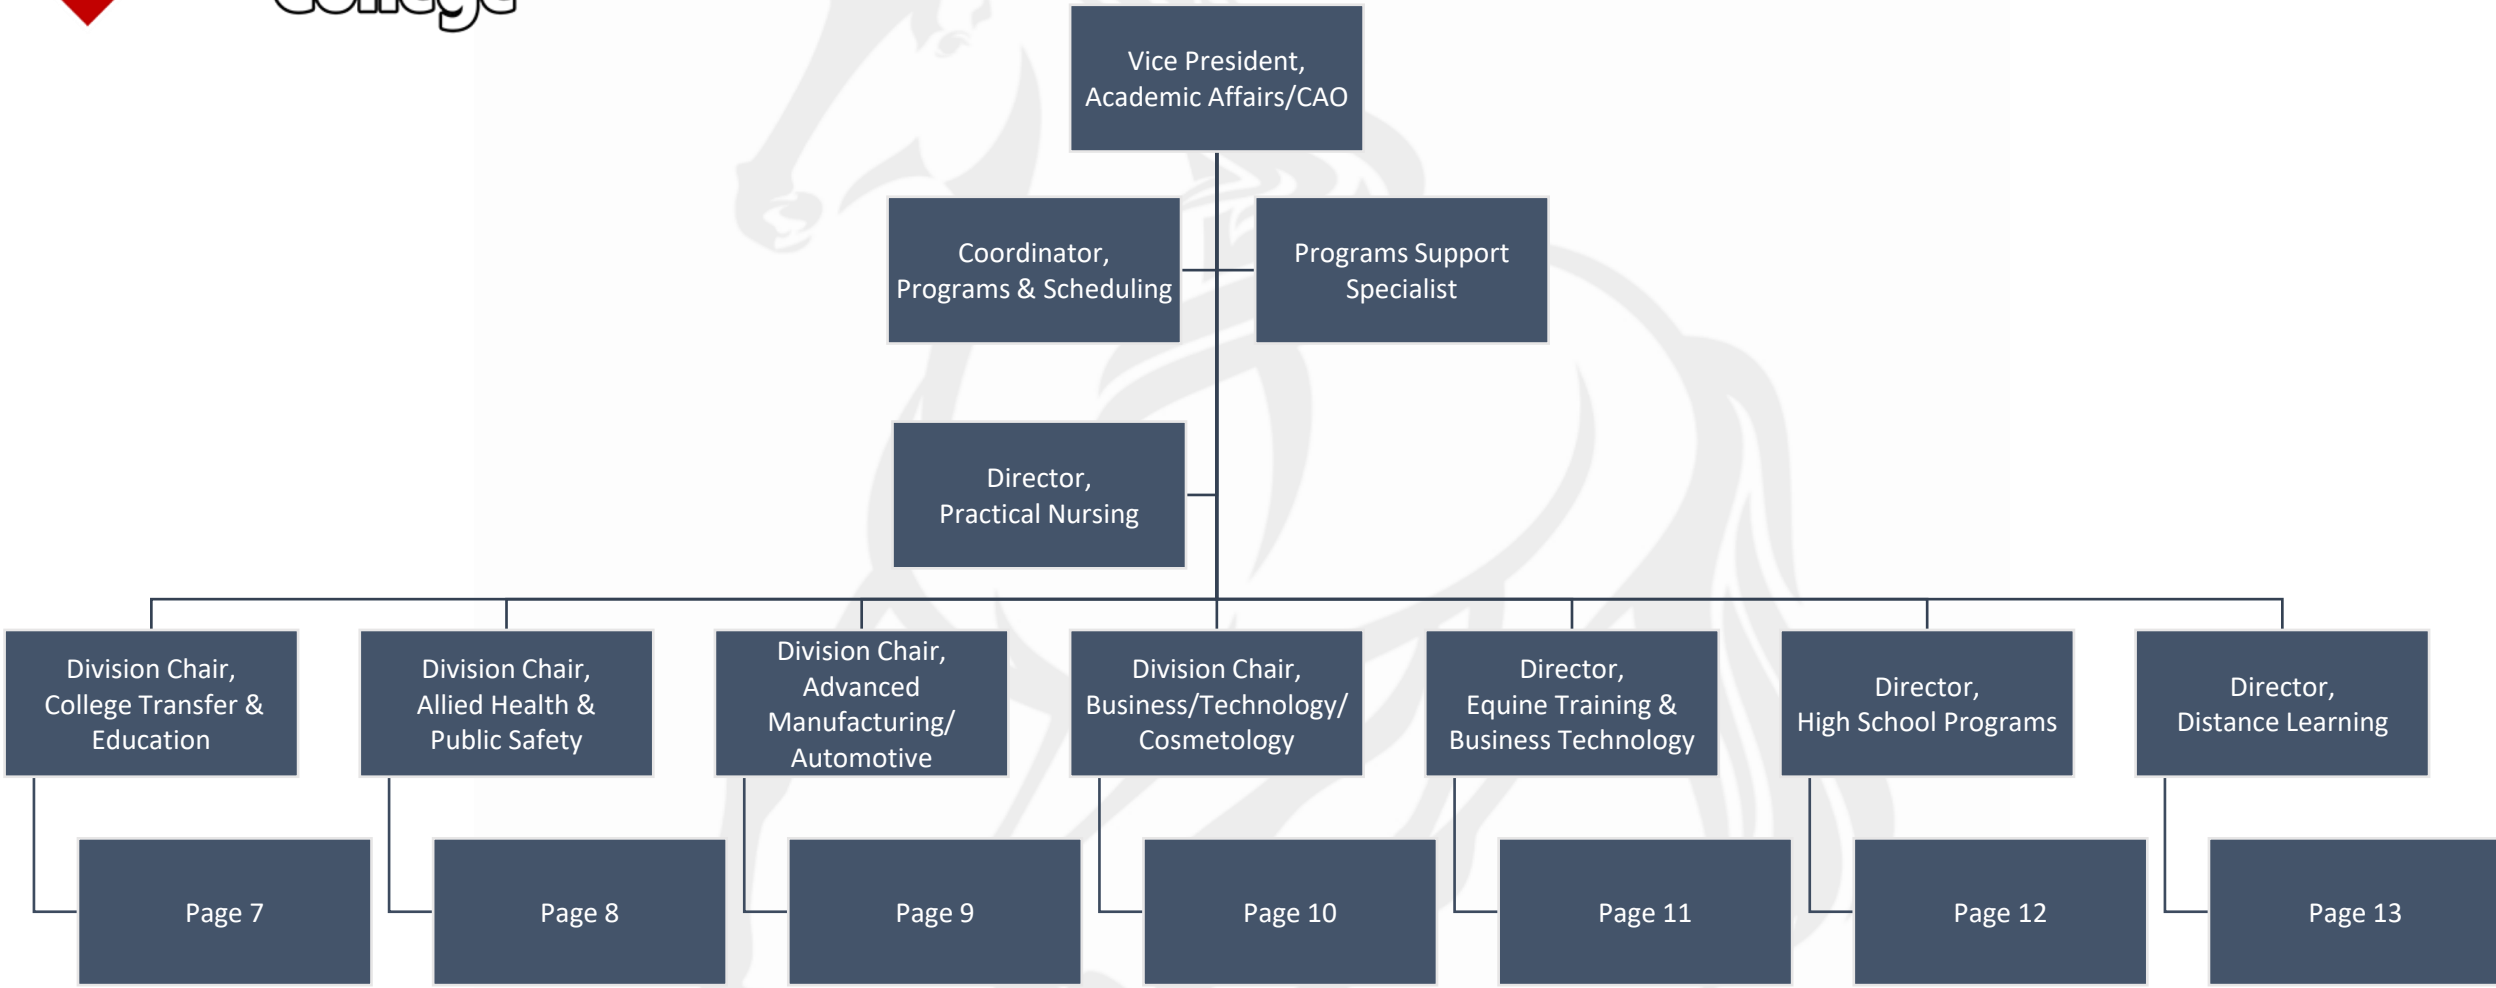 College
Vice President,
Academic Affairs/CAO
Coordinator,
Programs & Scheduling
Programs Support
Specialist
Director,
Practical Nursing
Division Chair,
College Transfer &
Education
Division Chair,
Allied Health &
Public Safety
Division Chair,
Advanced
Manufacturing/
Automotive
Division Chair,
Business/Technology/
Cosmetology
Director,
Equine Training &
Business Technology
Director,
High School Programs
Director,
Distance Learning
Page 7
Page 8
Page 9
Page 10
Page 11
Page 12
Page 13